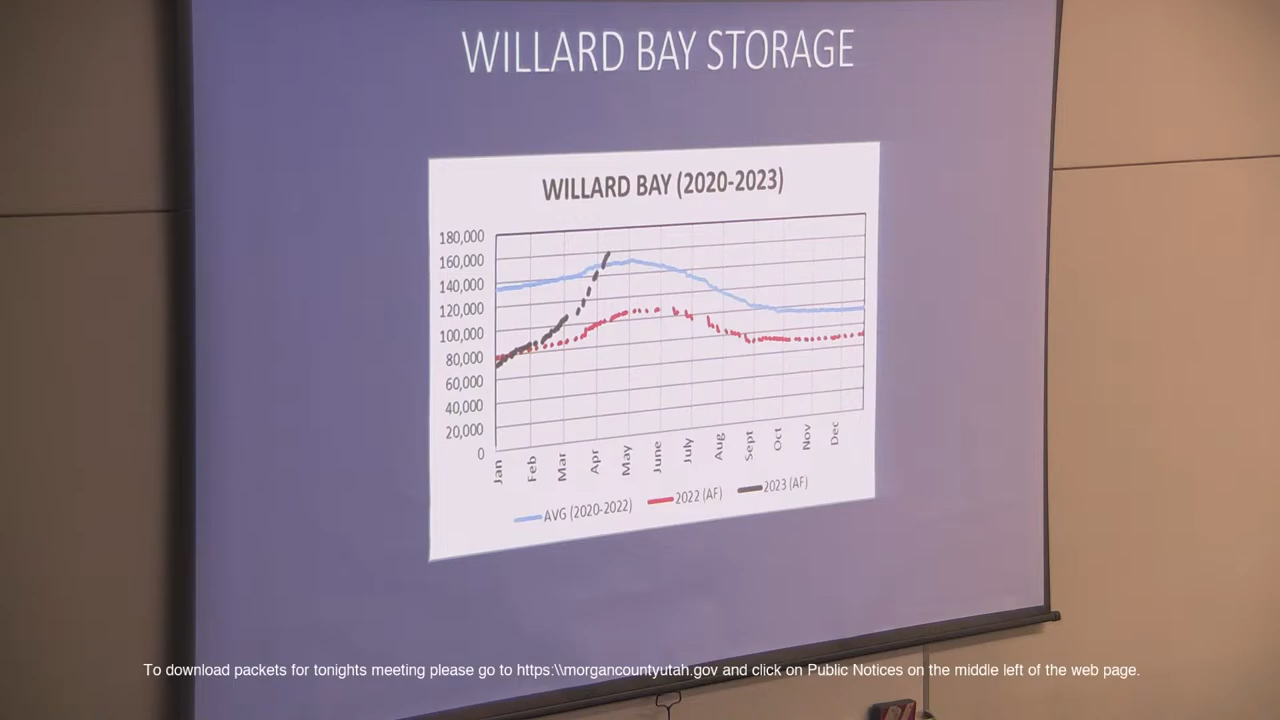 WILLARD BAY STORAGE
WILLARD BAY (2020-2023)
180,000
160,000
140,000
120,000
100,000
80,000
60,000
40,000
20,000
0
Jan
Feb
Mar
Apr
May
June
July
Aug
Sept
Oct
Nov
Dec
AVG (2020-2022)
2022 (AF)
2023 (AF)
To download packets for tonights meeting please go to https:\\morgancountyutah.gov and click on Public Notices on the middle left of the web page.